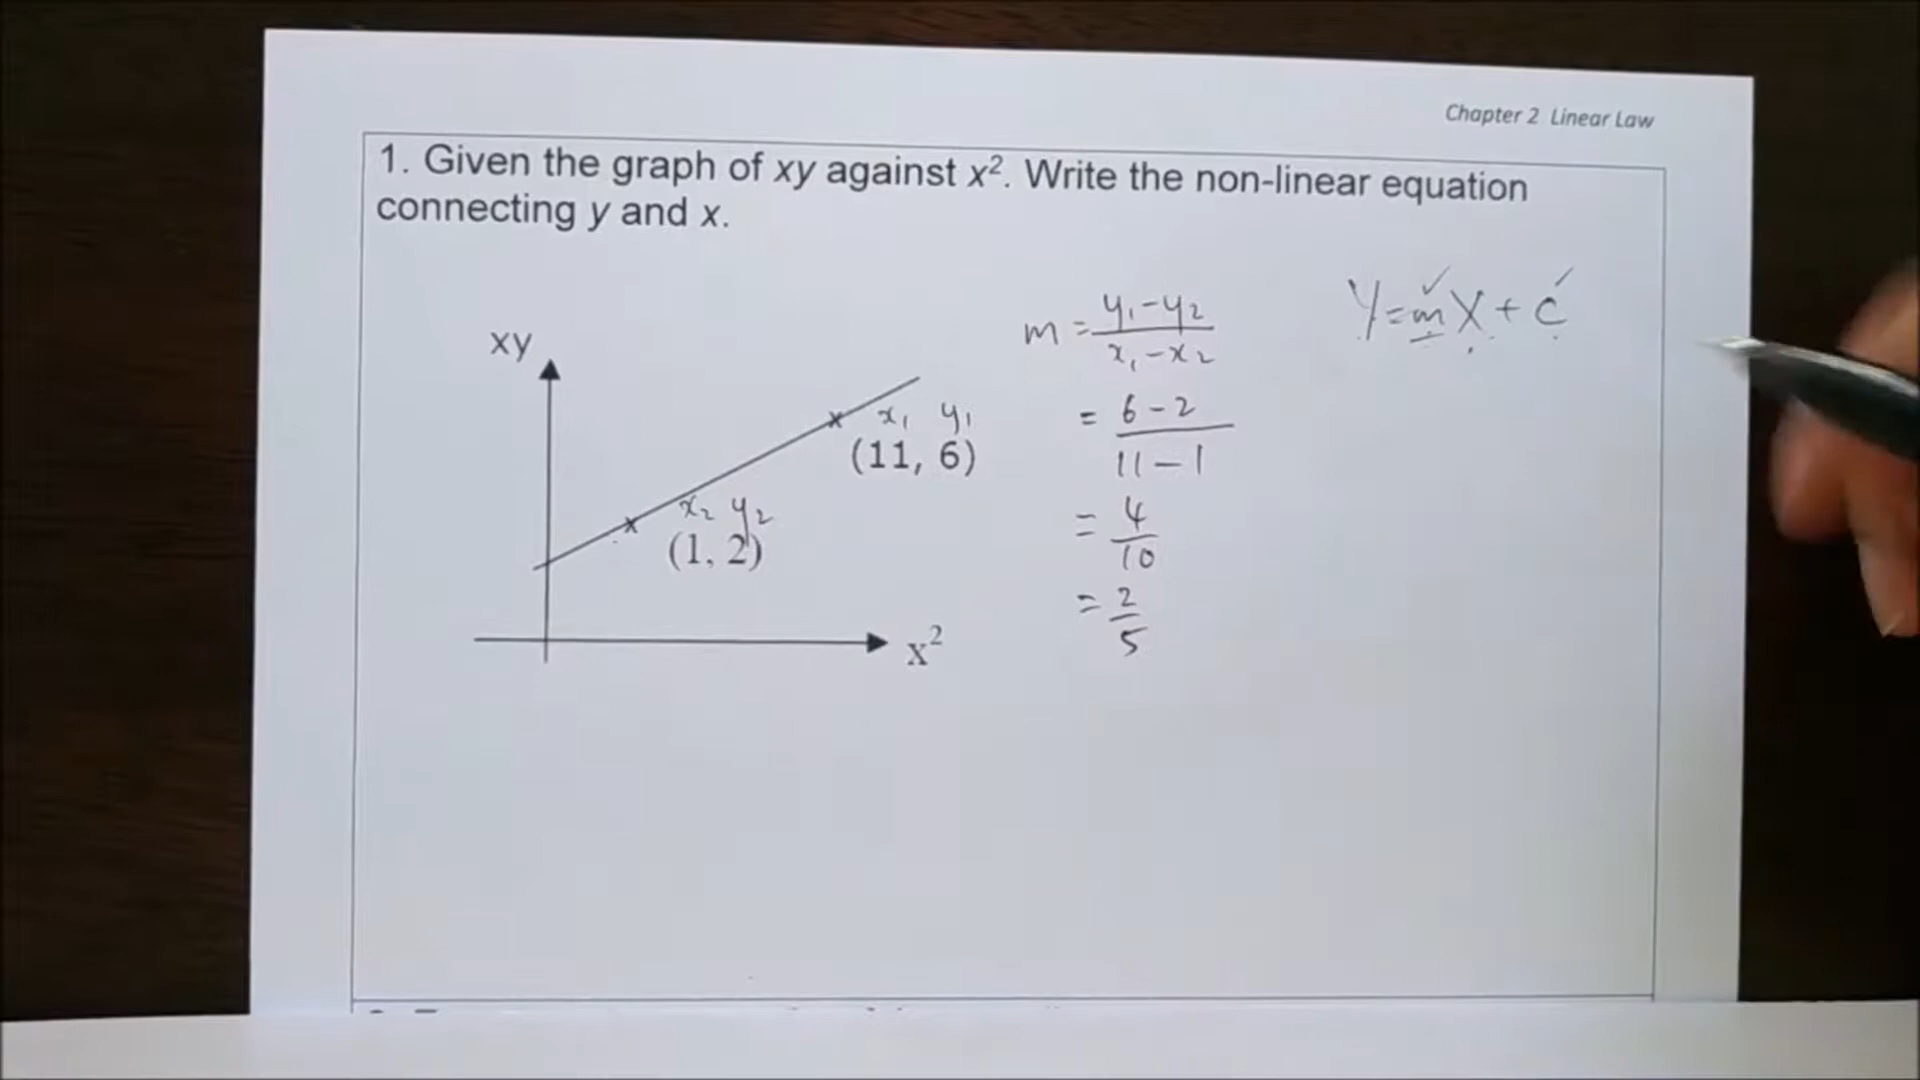 Chapter 2 Linear Law
1. Given the graph of xy against x². Write the non-linear equation
connecting y and x.
xy
x₁ y₁
(11, 6)
x₂ y₂
(1, 2)
x²
m = y₁-y₂ / x₁-x₂
= 6-2 / 11-1
= 4/10
= 2/5
Y=mX+c